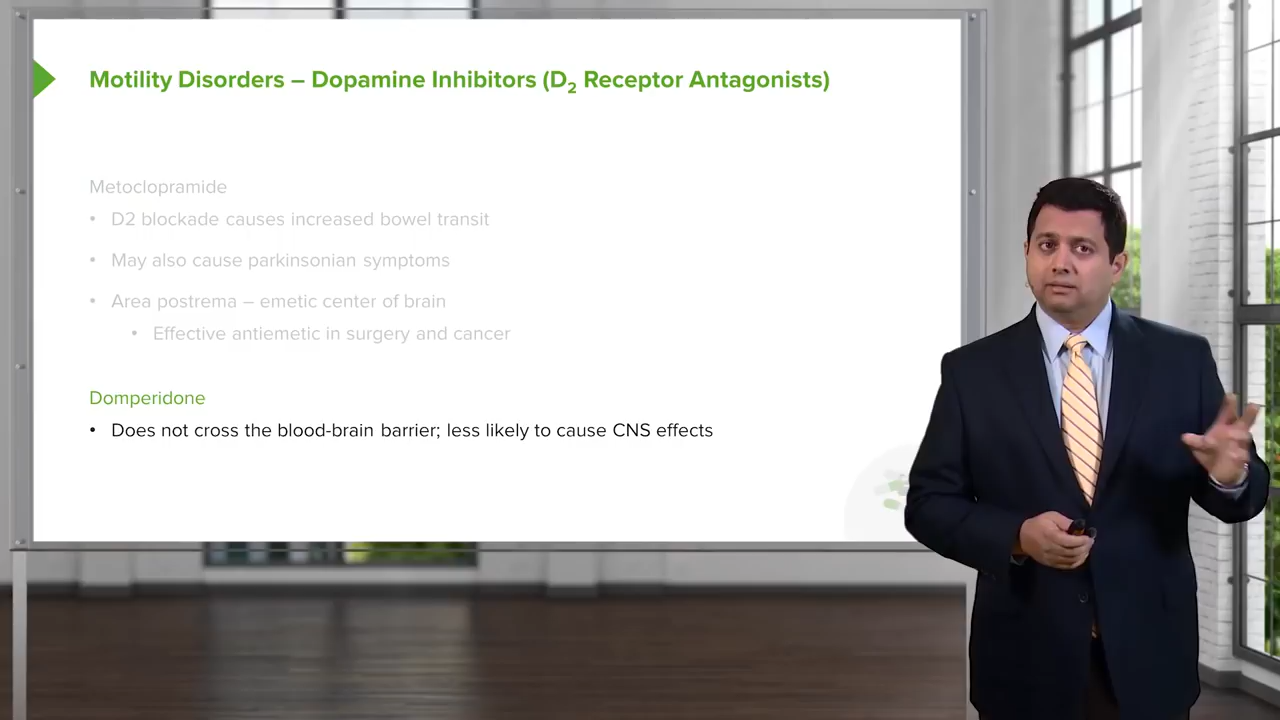 Motility Disorders – Dopamine Inhibitors (D₂ Receptor Antagonists)
Metoclopramide
• D2 blockade causes increased bowel transit
• May also cause parkinsonian symptoms
• Area postrema – emetic center of brain
• Effective antiemetic in surgery and cancer
Domperidone
• Does not cross the blood-brain barrier; less likely to cause CNS effects